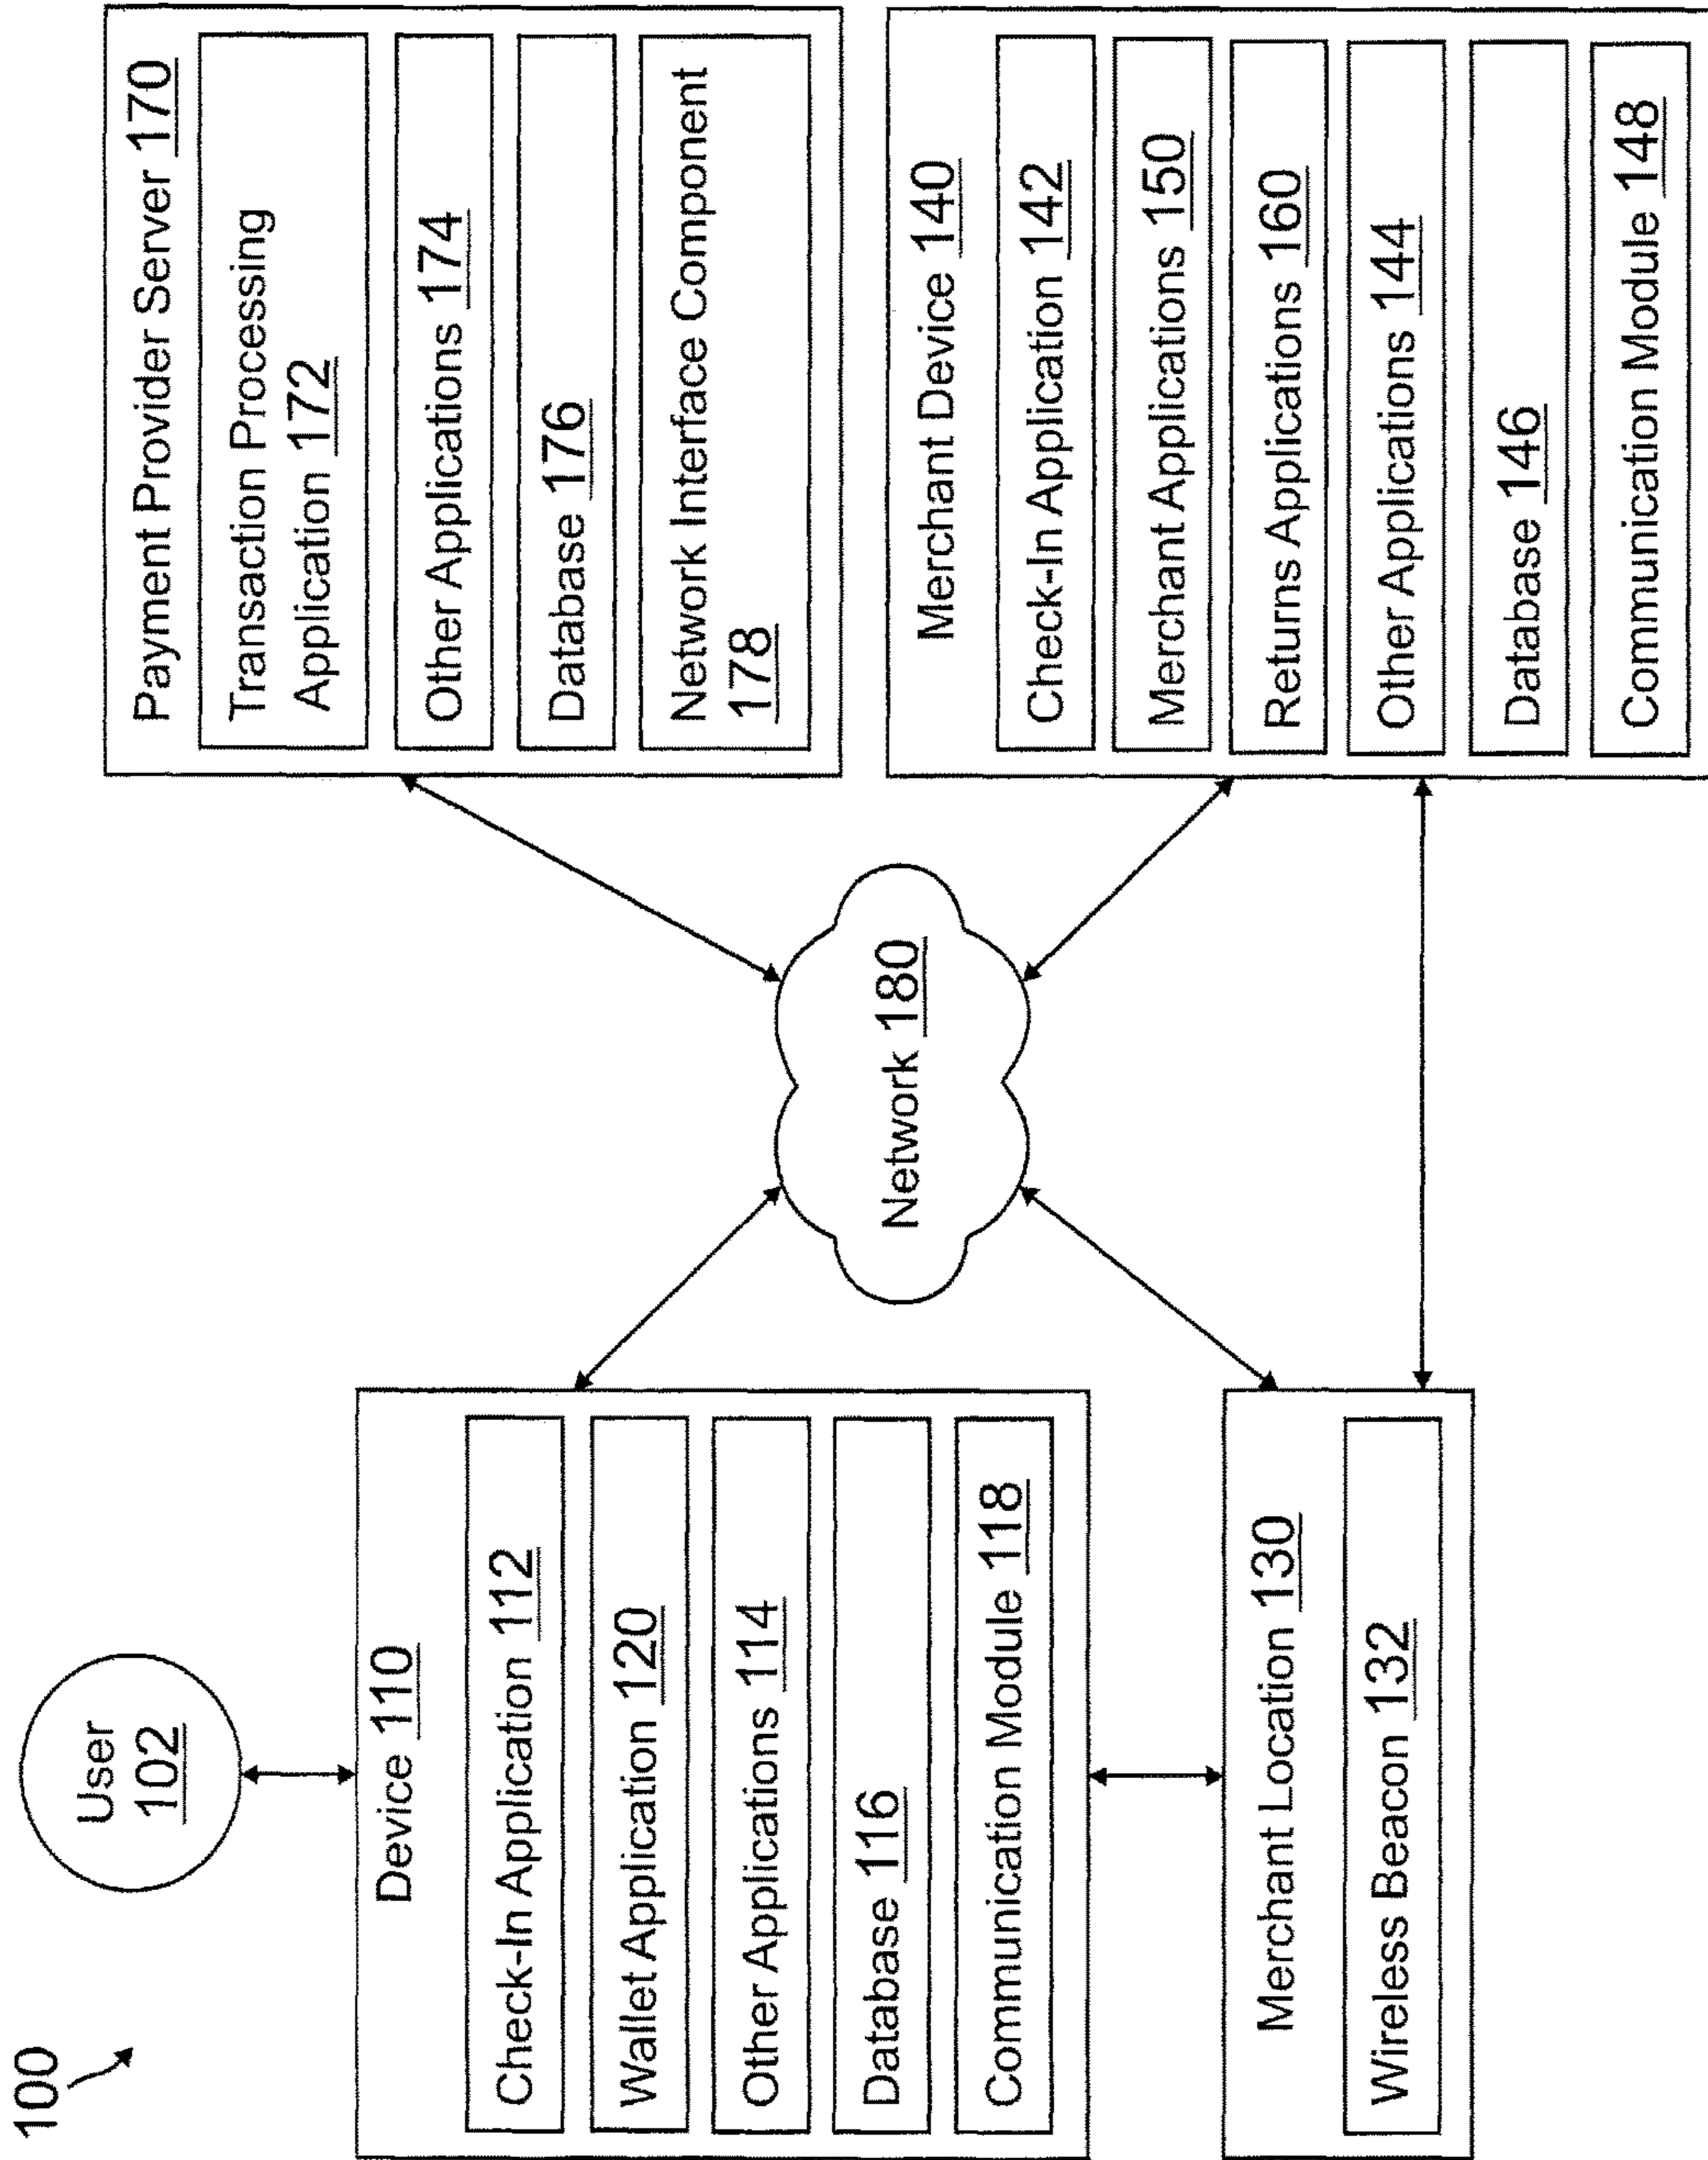 100
User
102
Device 110
Check-In Application 112
Wallet Application 120
Other Applications 114
Database 116
Communication Module 118
Merchant Location 130
Wireless Beacon 132
Network 180
Payment Provider Server 170
Transaction Processing
Application 172
Other Applications 174
Database 176
Network Interface Component
178
Merchant Device 140
Check-In Application 142
Merchant Applications 150
Returns Applications 160
Other Applications 144
Database 146
Communication Module 148